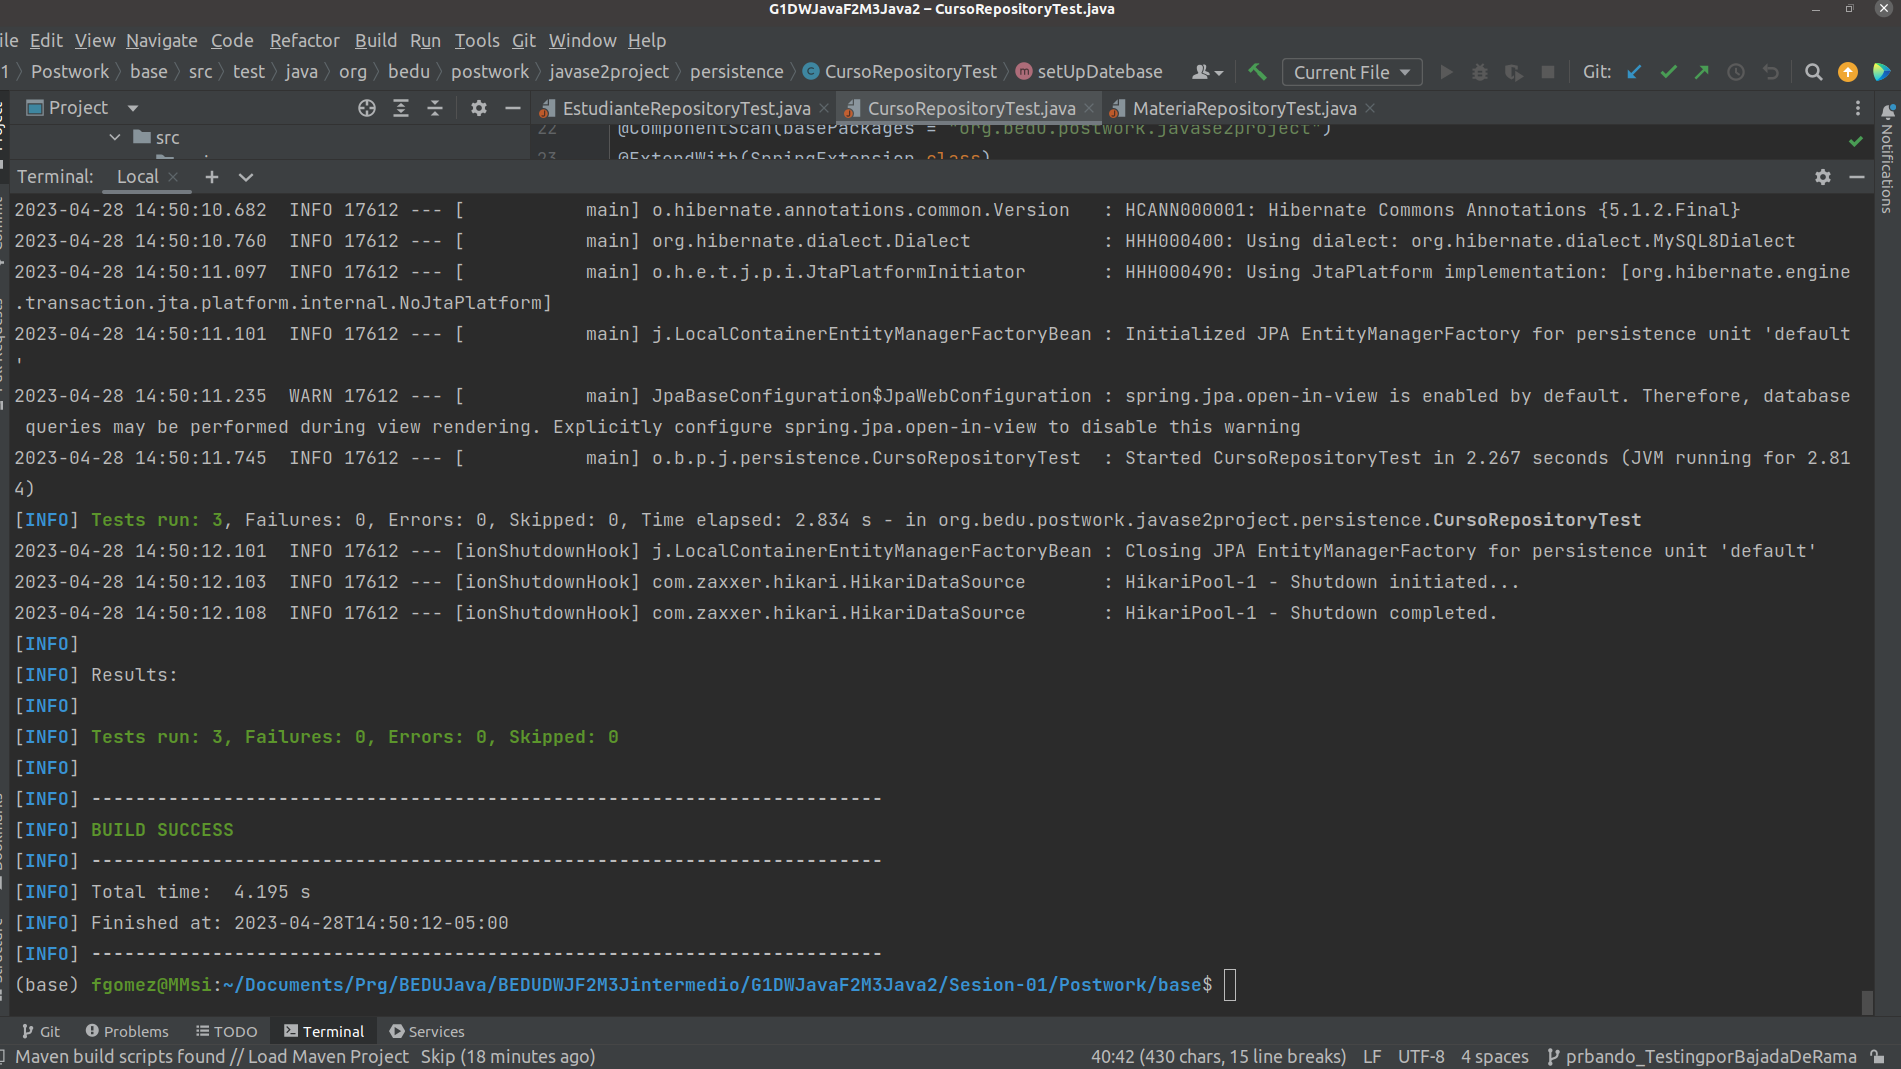 G1DWJavaF2M3Java2 – CursoRepositoryTest.java
ile Edit View Navigate Code Refactor Build Run Tools Git Window Help
1 Postwork base src test java org bedu postwork javase2project persistence CursoRepositoryTest setUpDatebase Current File Git:
Project EstudianteRepositoryTest.java CursoRepositoryTest.java MateriaRepositoryTest.java
22 @ComponentScan(basePackages = "org.bedu.postwork.javase2project")
src
23 @ExtendWith(SpringExtension.class)
Notifications
Terminal: Local
2023-04-28 14:50:10.682  INFO 17612 --- [           main] o.hibernate.annotations.common.Version   : HCANN000001: Hibernate Commons Annotations {5.1.2.Final}
2023-04-28 14:50:10.760  INFO 17612 --- [           main] org.hibernate.dialect.Dialect            : HHH000400: Using dialect: org.hibernate.dialect.MySQL8Dialect
2023-04-28 14:50:11.097  INFO 17612 --- [           main] o.h.e.t.j.p.i.JtaPlatformInitiator       : HHH000490: Using JtaPlatform implementation: [org.hibernate.engine
.transaction.jta.platform.internal.NoJtaPlatform]
2023-04-28 14:50:11.101  INFO 17612 --- [           main] j.LocalContainerEntityManagerFactoryBean : Initialized JPA EntityManagerFactory for persistence unit 'default
'
2023-04-28 14:50:11.235  WARN 17612 --- [           main] JpaBaseConfiguration$JpaWebConfiguration : spring.jpa.open-in-view is enabled by default. Therefore, database
 queries may be performed during view rendering. Explicitly configure spring.jpa.open-in-view to disable this warning
2023-04-28 14:50:11.745  INFO 17612 --- [           main] o.b.p.j.persistence.CursoRepositoryTest  : Started CursoRepositoryTest in 2.267 seconds (JVM running for 2.81
4)
[INFO] Tests run: 3, Failures: 0, Errors: 0, Skipped: 0, Time elapsed: 2.834 s - in org.bedu.postwork.javase2project.persistence.CursoRepositoryTest
2023-04-28 14:50:12.101  INFO 17612 --- [ionShutdownHook] j.LocalContainerEntityManagerFactoryBean : Closing JPA EntityManagerFactory for persistence unit 'default'
2023-04-28 14:50:12.103  INFO 17612 --- [ionShutdownHook] com.zaxxer.hikari.HikariDataSource       : HikariPool-1 - Shutdown initiated...
2023-04-28 14:50:12.108  INFO 17612 --- [ionShutdownHook] com.zaxxer.hikari.HikariDataSource       : HikariPool-1 - Shutdown completed.
[INFO]
[INFO] Results:
[INFO]
[INFO] Tests run: 3, Failures: 0, Errors: 0, Skipped: 0
[INFO]
[INFO] ------------------------------------------------------------------------
[INFO] BUILD SUCCESS
[INFO] ------------------------------------------------------------------------
[INFO] Total time:  4.195 s
[INFO] Finished at: 2023-04-28T14:50:12-05:00
[INFO] ------------------------------------------------------------------------
(base) fgomez@MMsi:~/Documents/Prg/BEDUJava/BEDUDWJF2M3Jintermedio/G1DWJavaF2M3Java2/Sesion-01/Postwork/base$
Git Problems TODO Terminal Services
Maven build scripts found // Load Maven Project Skip (18 minutes ago) 40:42 (430 chars, 15 line breaks) LF UTF-8 4 spaces prbando_TestingporBajadaDeRama